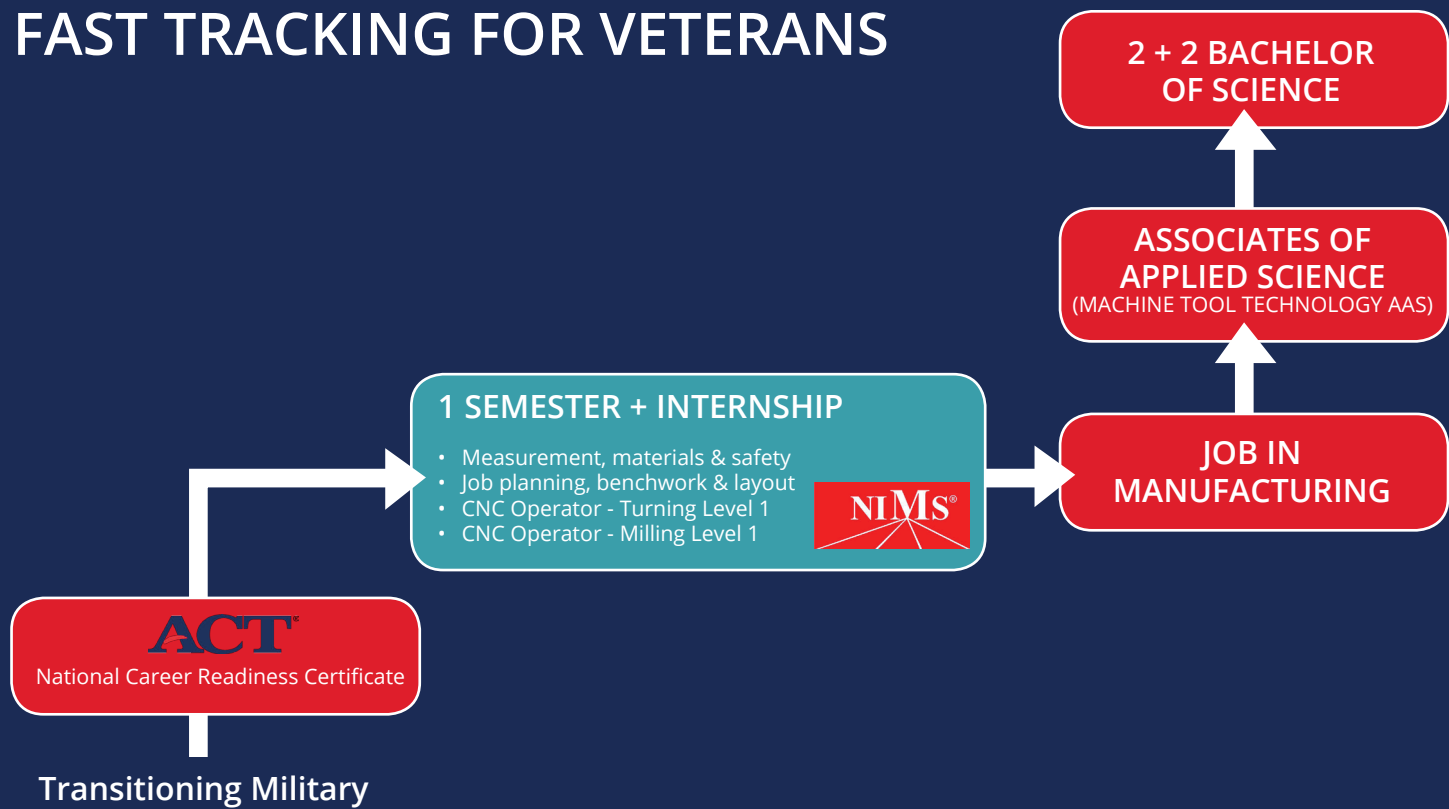 FAST TRACKING FOR VETERANS
2 + 2 BACHELOR
OF SCIENCE
ASSOCIATES OF
APPLIED SCIENCE
(MACHINE TOOL TECHNOLOGY AAS)
1 SEMESTER + INTERNSHIP
• Measurement, materials & safety
• Job planning, benchwork & layout
• CNC Operator - Turning Level 1
• CNC Operator - Milling Level 1
NIMS®
JOB IN
MANUFACTURING
ACT®
National Career Readiness Certificate
Transitioning Military